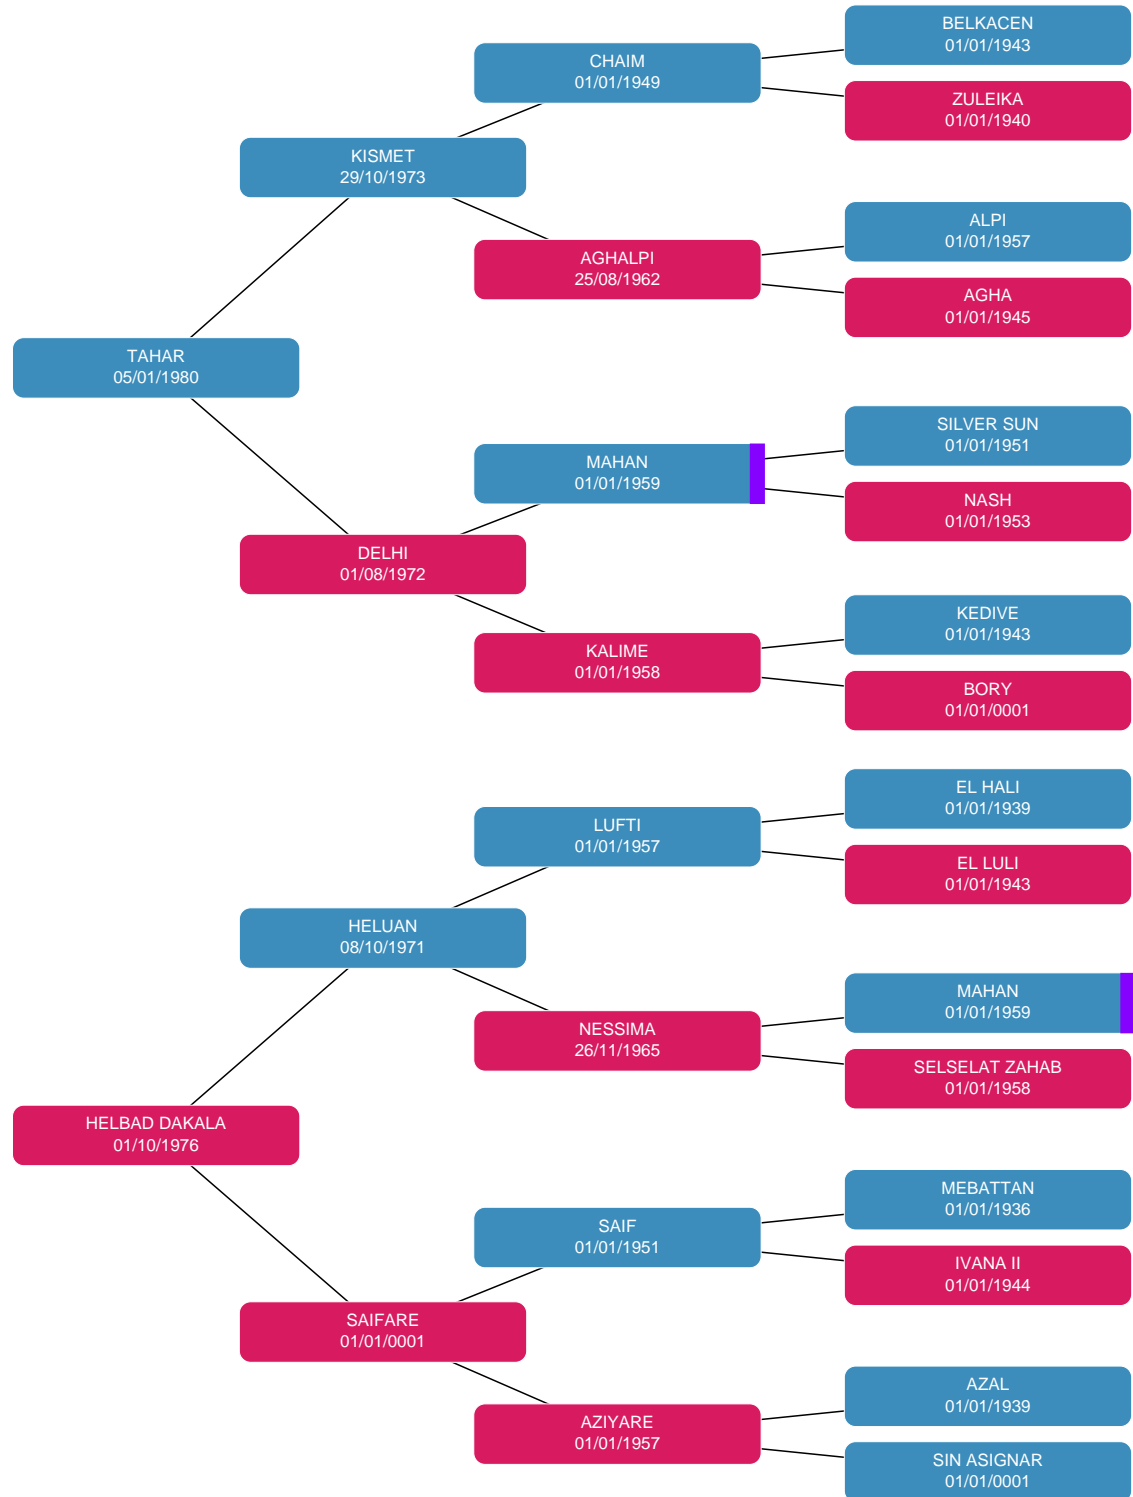 BELKACEN
01/01/1943
CHAIM
01/01/1949
ZULEIKA
01/01/1940
KISMET
29/10/1973
ALPI
01/01/1957
AGHALPI
25/08/1962
AGHA
01/01/1945
TAHAR
05/01/1980
SILVER SUN
01/01/1951
MAHAN
01/01/1959
NASH
01/01/1953
DELHI
01/08/1972
KEDIVE
01/01/1943
KALIME
01/01/1958
BORY
01/01/0001
EL HALI
01/01/1939
LUFTI
01/01/1957
EL LULI
01/01/1943
HELUAN
08/10/1971
MAHAN
01/01/1959
NESSIMA
26/11/1965
SELSELAT ZAHAB
01/01/1958
HELBAD DAKALA
01/10/1976
MEBATTAN
01/01/1936
SAIF
01/01/1951
IVANA II
01/01/1944
SAIFARE
01/01/0001
AZAL
01/01/1939
AZIYARE
01/01/1957
SIN ASIGNAR
01/01/0001